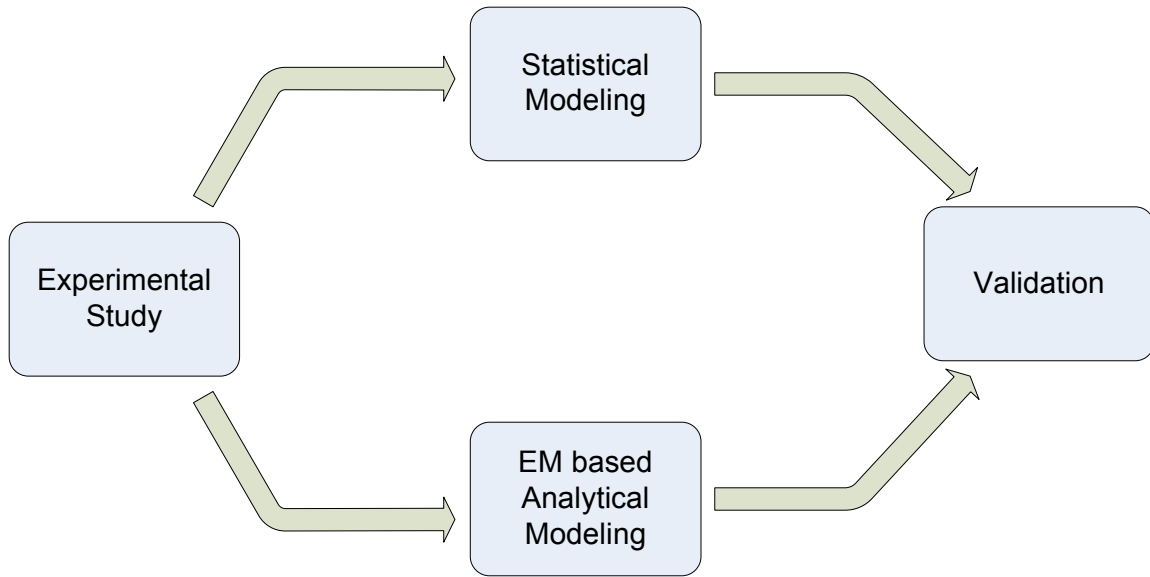 Statistical
Modeling
Experimental
Study
Validation
EM based
Analytical
Modeling